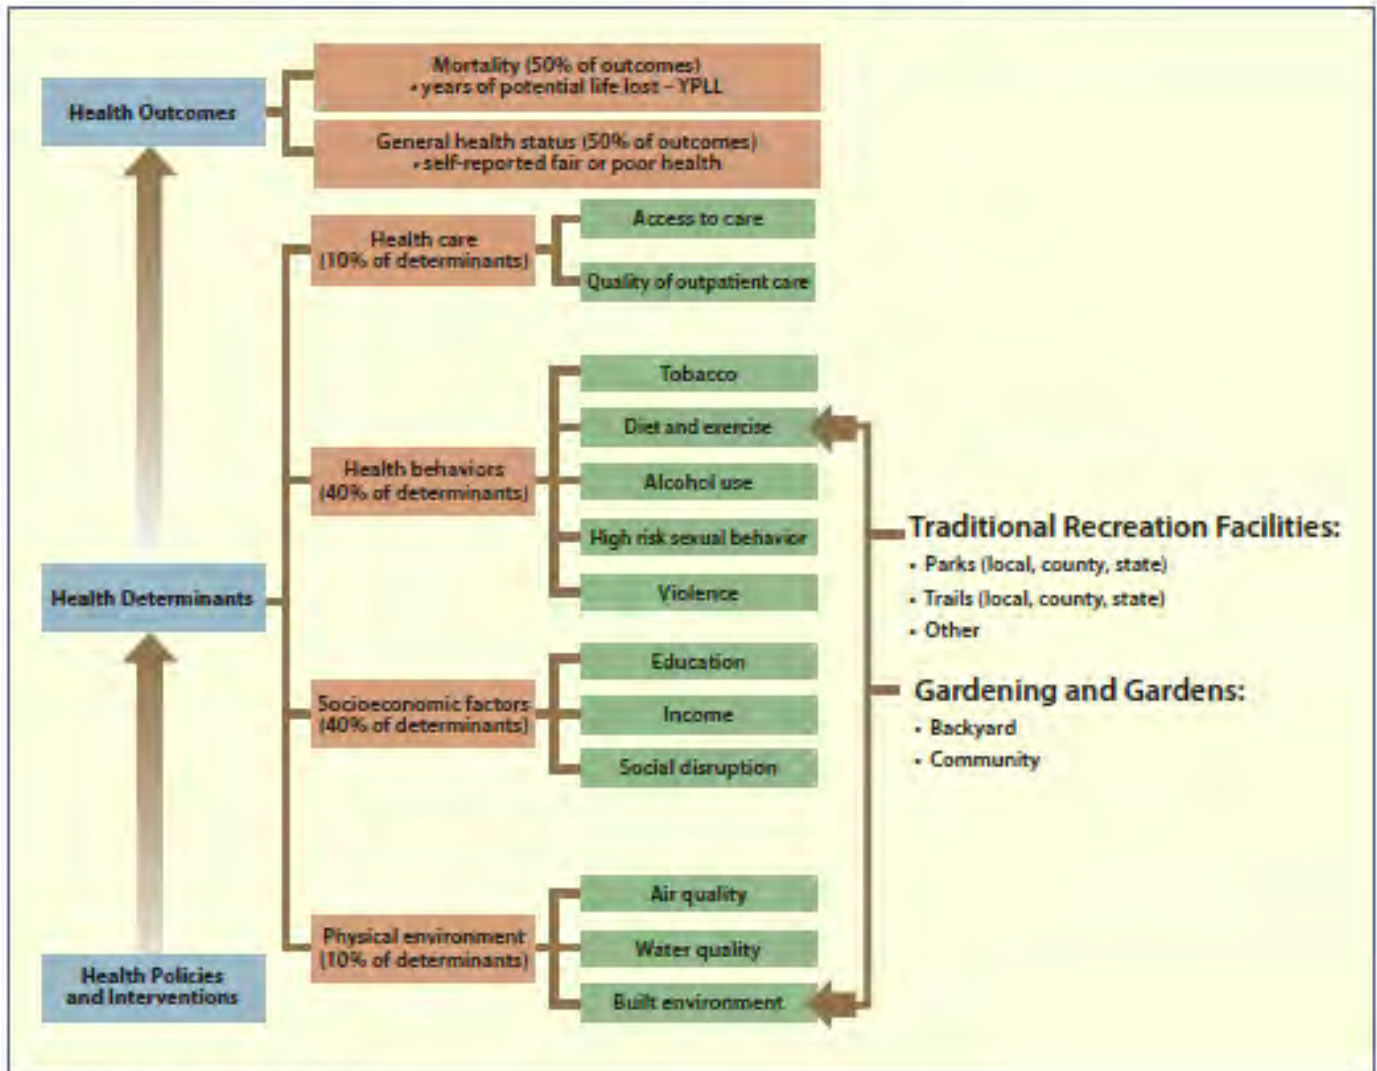 Health Outcomes
Mortality (50% of outcomes)
• years of potential life lost – YPLL
General health status (50% of outcomes)
• self-reported fair or poor health
Health care
(10% of determinants)
Access to care
Quality of outpatient care
Health behaviors
(40% of determinants)
Tobacco
Diet and exercise
Alcohol use
High risk sexual behavior
Violence
Health Determinants
Socioeconomic factors
(40% of determinants)
Education
Income
Social disruption
Physical environment
(10% of determinants)
Air quality
Water quality
Built environment
Health Policies
and Interventions
Traditional Recreation Facilities:
• Parks (local, county, state)
• Trails (local, county, state)
• Other
Gardening and Gardens:
• Backyard
• Community